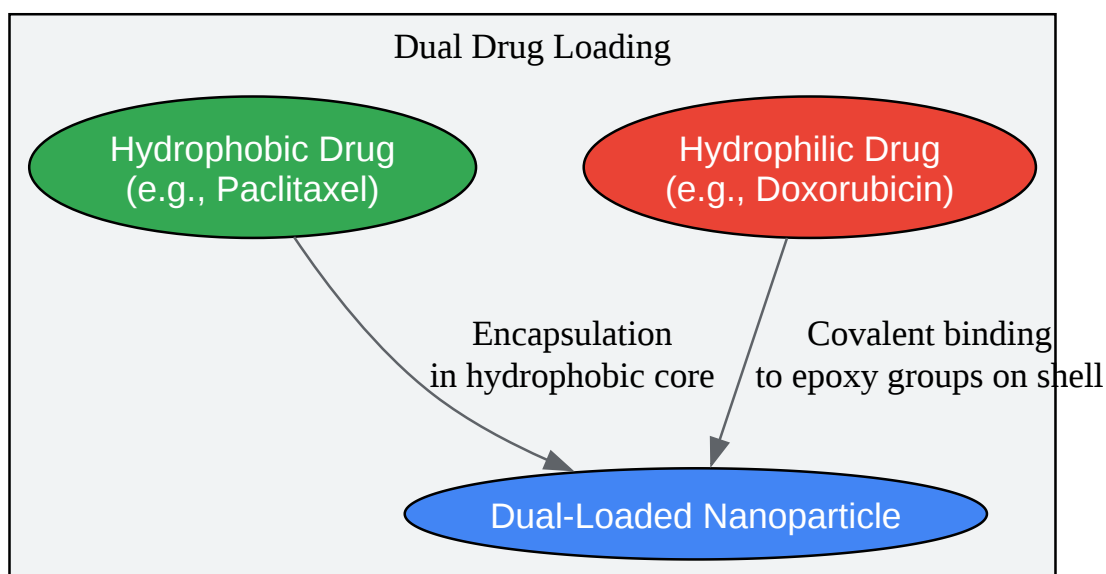 Dual Drug Loading
Hydrophobic Drug
(e.g., Paclitaxel)
Hydrophilic Drug
(e.g., Doxorubicin)
Encapsulation
in hydrophobic core
Covalent binding
to epoxy groups on shell
Dual-Loaded Nanoparticle